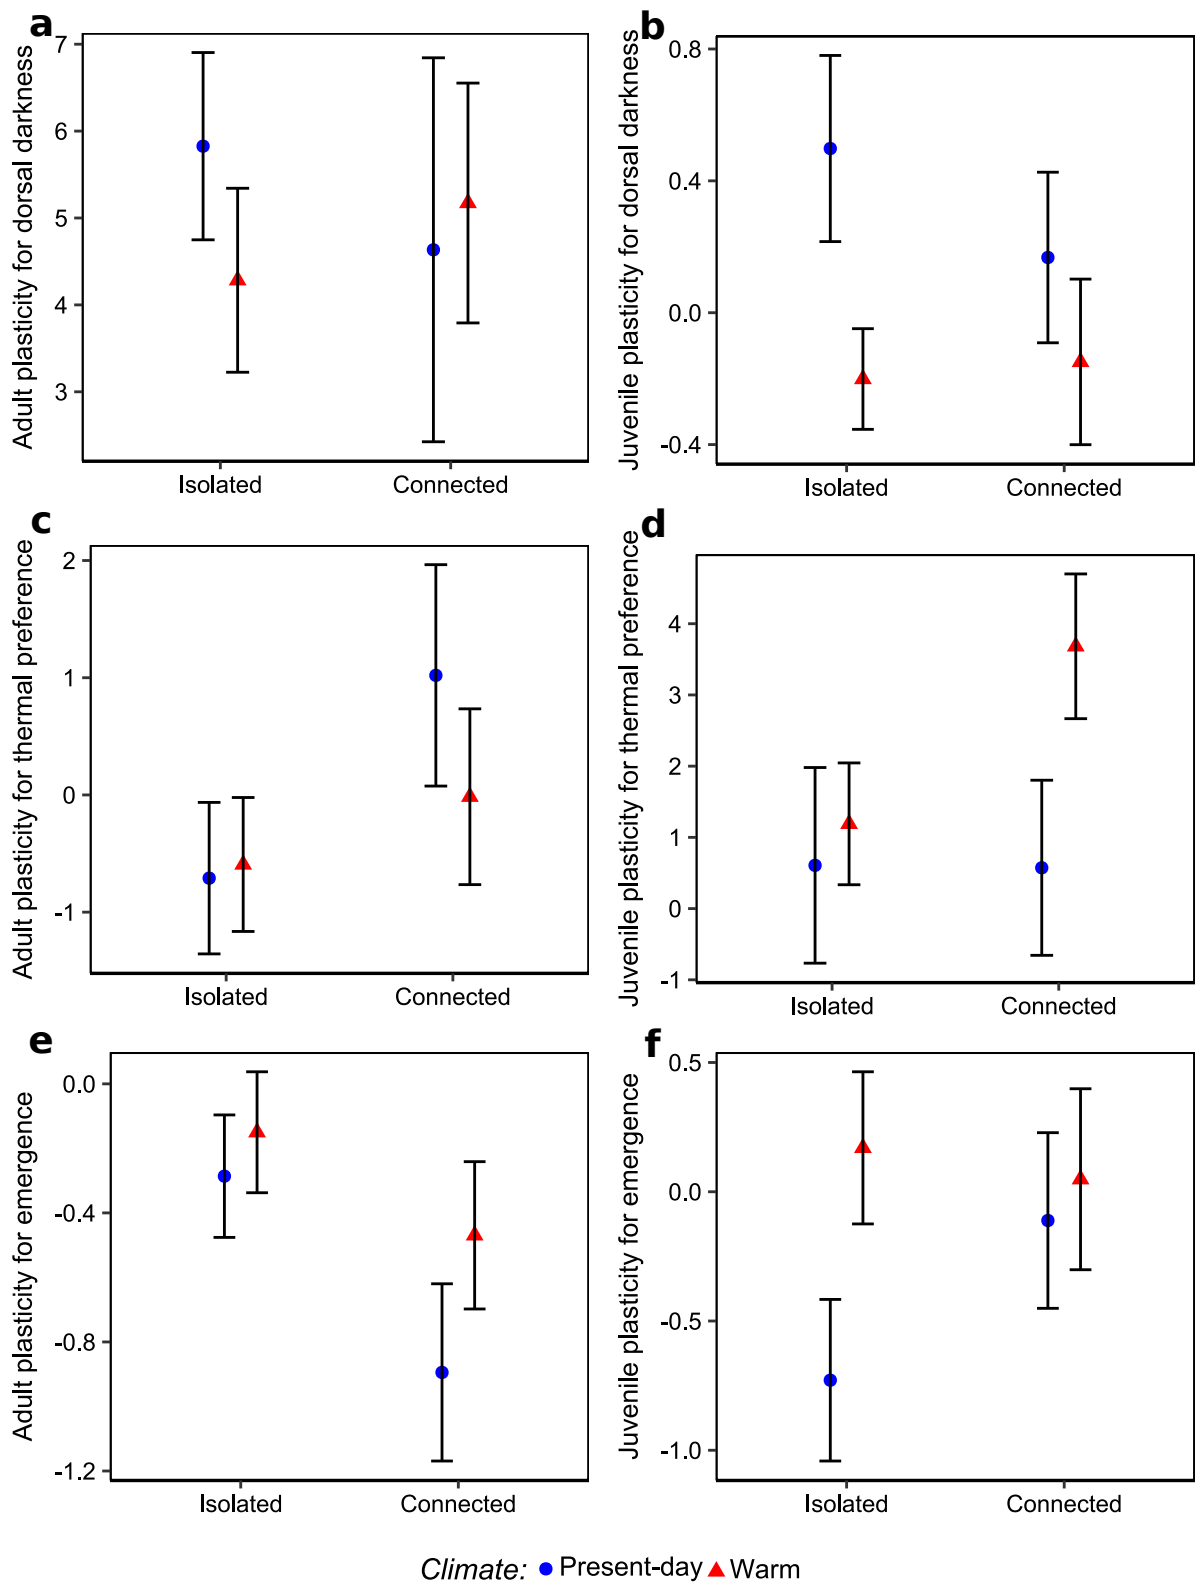 a
Adult plasticity for dorsal darkness
7
6
5
4
3
Isolated Connected
b
Juvenile plasticity for dorsal darkness
0.8
0.4
0.0
-0.4
Isolated Connected
c
Adult plasticity for thermal preference
2
1
0
-1
Isolated Connected
d
Juvenile plasticity for thermal preference
4
3
2
1
0
-1
Isolated Connected
e
Adult plasticity for emergence
0.0
-0.4
-0.8
-1.2
Isolated Connected
f
Juvenile plasticity for emergence
0.5
0.0
-0.5
-1.0
Isolated Connected
Climate: Present-day Warm